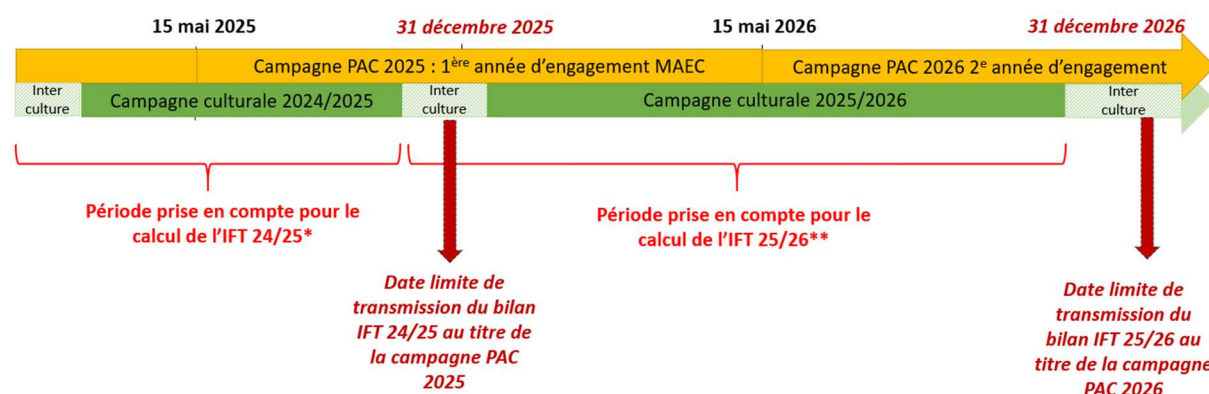 15 mai 2025
31 décembre 2025
15 mai 2026
31 décembre 2026
Campagne PAC 2025 : 1ère année d’engagement MAEC
Campagne PAC 2026 2e année d’engagement
Inter
culture
Campagne culturale 2024/2025
Inter
culture
Campagne culturale 2025/2026
Inter
culture
Période prise en compte pour le
calcul de l’IFT 24/25*
Période prise en compte pour le
calcul de l’IFT 25/26**
Date limite de
transmission du bilan
IFT 24/25 au titre de
la campagne PAC
2025
Date limite de
transmission du
bilan IFT 25/26 au
titre de la campagne
PAC 2026